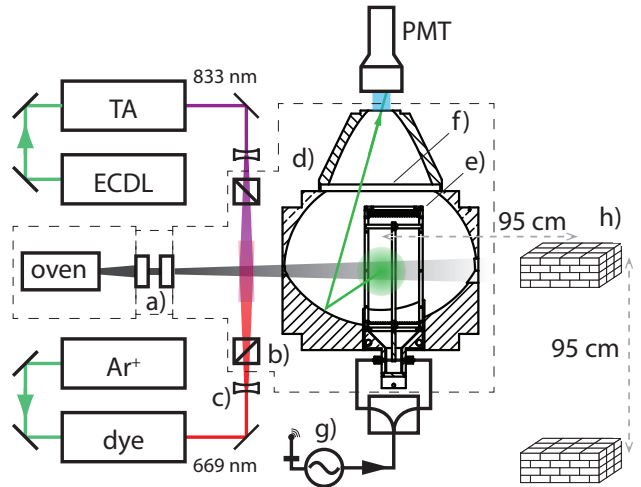 PMT
833 nm
TA
ECDL
d)
f)
e)
95 cm
h)
oven
a)
95 cm
b)
Ar+
c)
dye
g)
669 nm